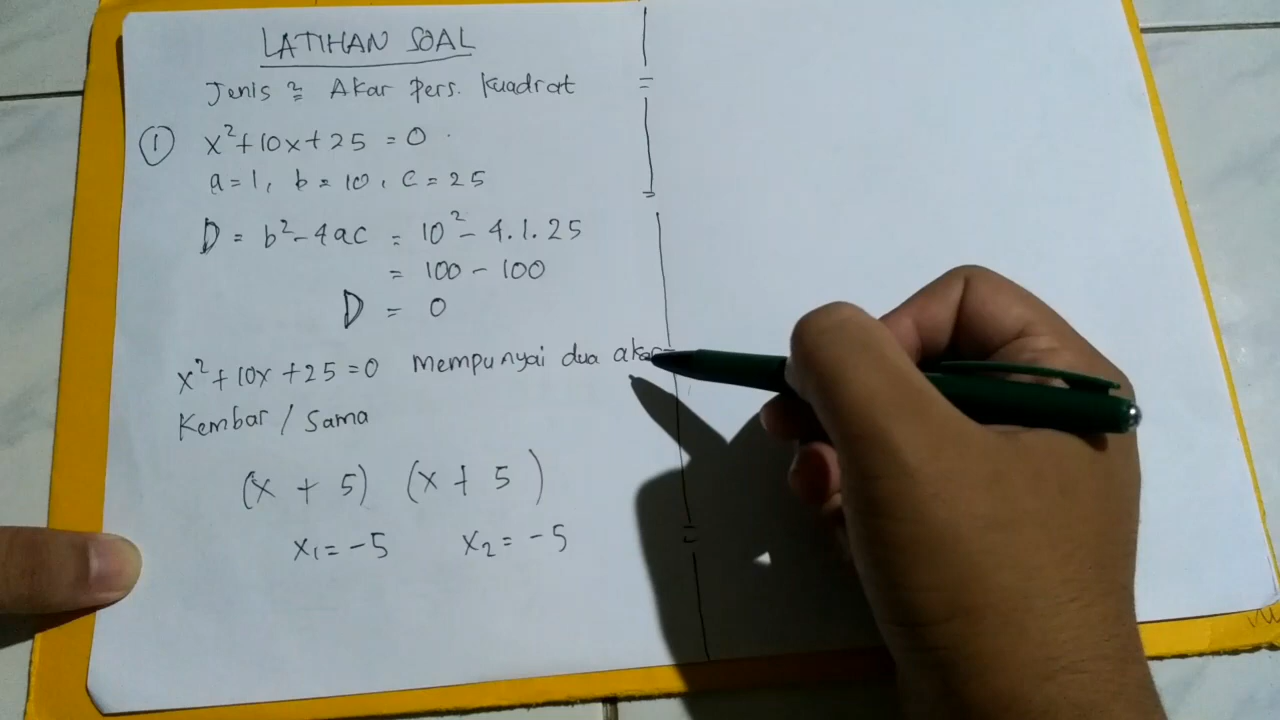 LATIHAN SOAL
Jenis² Akar Pers. Kuadrat
① x²+10x+25 = 0
a=1, b=10, c=25
D = b²-4ac = 10² - 4.1.25
= 100 - 100
D = 0
x²+10x+25=0 mempunyai dua akar
Kembar / Sama
(x + 5) (x + 5)
x₁=-5 x₂=-5